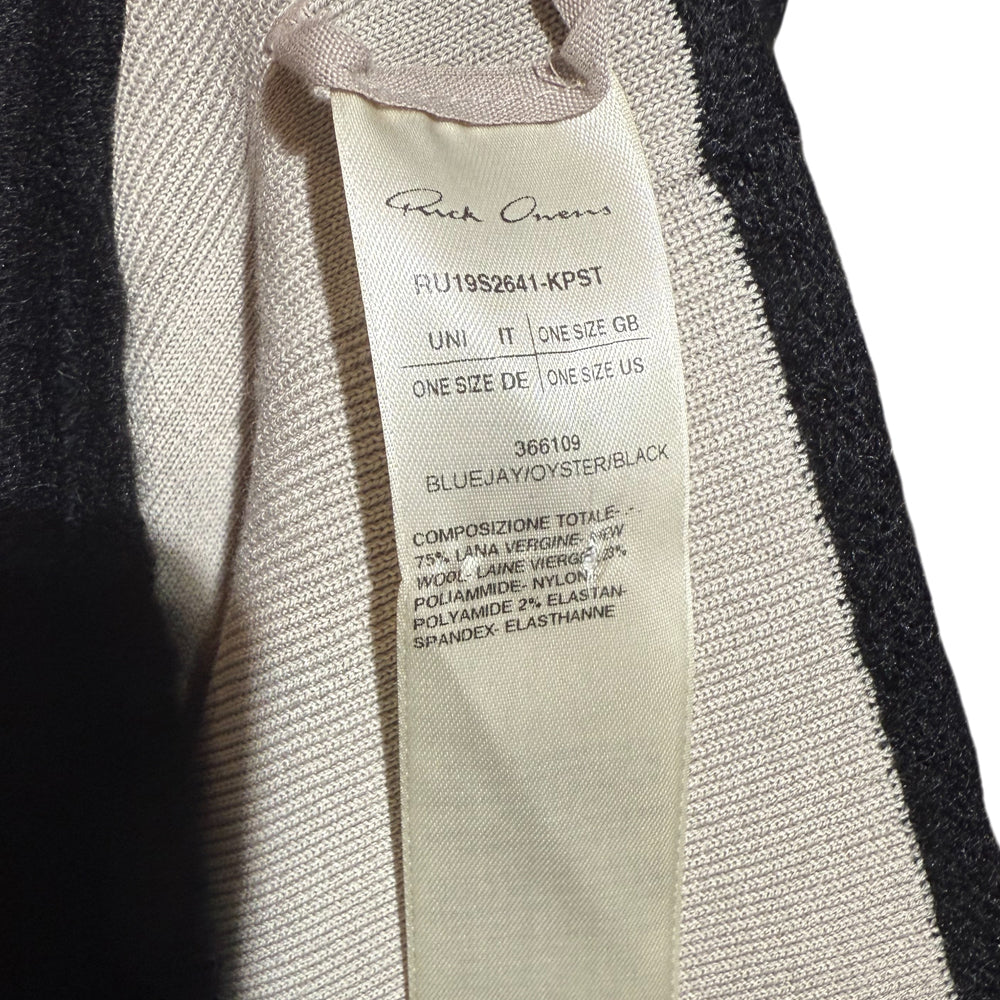 Rick Owens
RU19S2641-KPST
UNI IT ONE SIZE GB
ONE SIZE DE ONE SIZE US
366109
BLUEJAY/OYSTER/BLACK
COMPOSIZIONE TOTALE- -
75% LANA VERGINE- NEW
WOOL- LAINE VIERGE 23%
POLIAMMIDE- NYLON-
POLYAMIDE 2% ELASTAN-
SPANDEX- ELASTHANNE